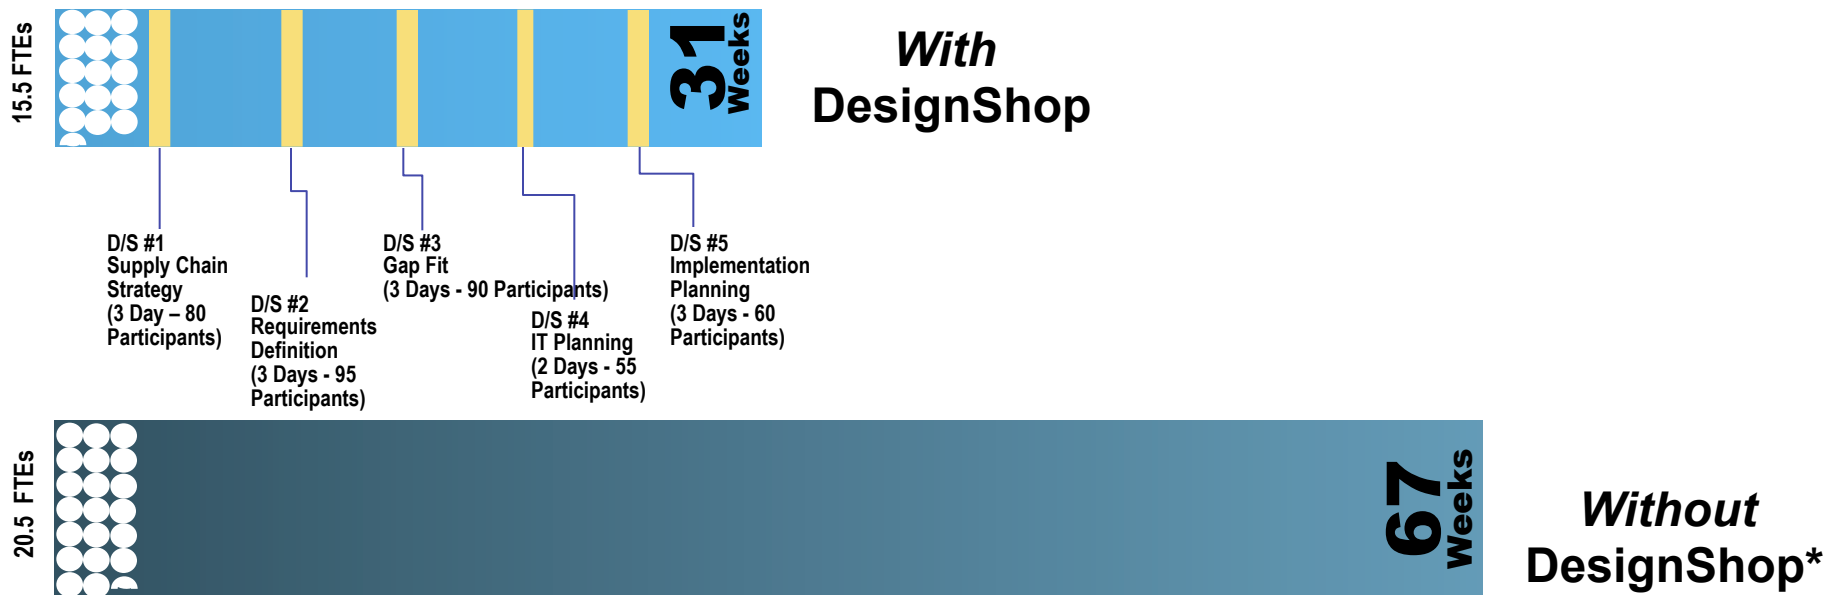 15.5 FTEs
31
Weeks
With
DesignShop
D/S #1
Supply Chain
Strategy
(3 Day – 80
Participants)
D/S #2
Requirements
Definition
(3 Days - 95
Participants)
D/S #3
Gap Fit
(3 Days - 90 Participants)
D/S #4
IT Planning
(2 Days - 55
Participants)
D/S #5
Implementation
Planning
(3 Days - 60
Participants)
20.5 FTEs
67
Weeks
Without
DesignShop*